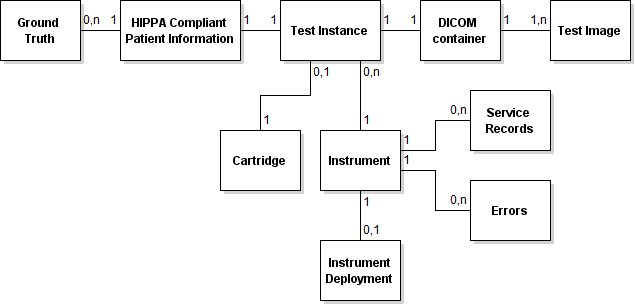 Ground
Truth
0,n
1
HIPPA Compliant
Patient Information
1
1
Test Instance
1
1
DICOM
container
1
1,n
Test Image
0,1
0,n
1
1
Cartridge
Instrument
1
1
0,n
Service
Records
0,n
Errors
1
0,1
Instrument
Deployment